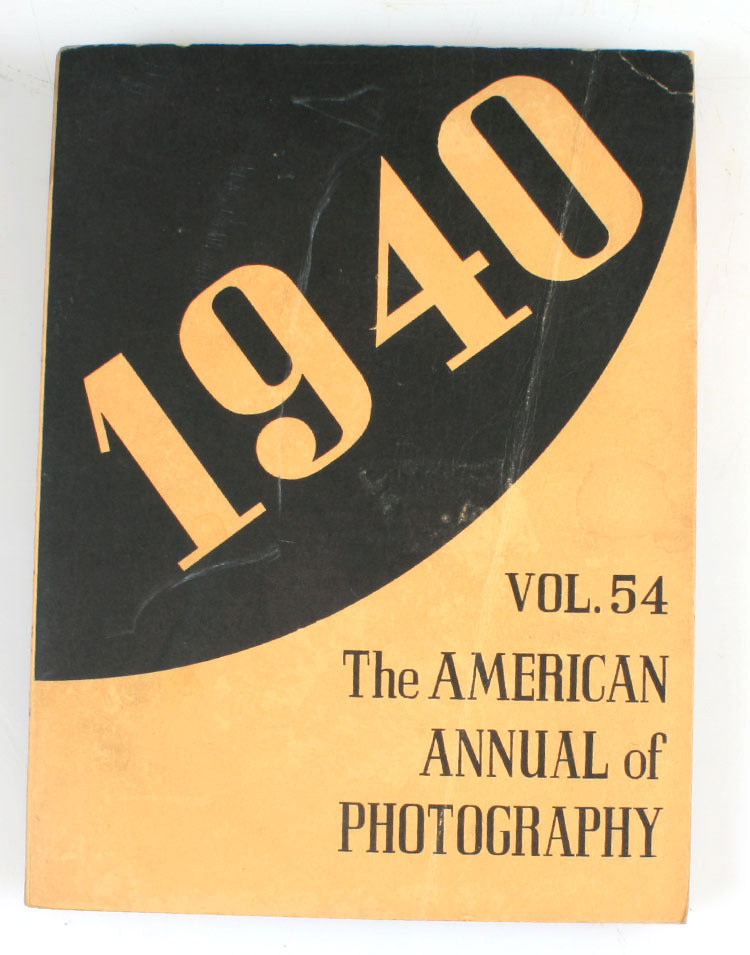 1940
VOL. 54
The AMERICAN
ANNUAL of
PHOTOGRAPHY